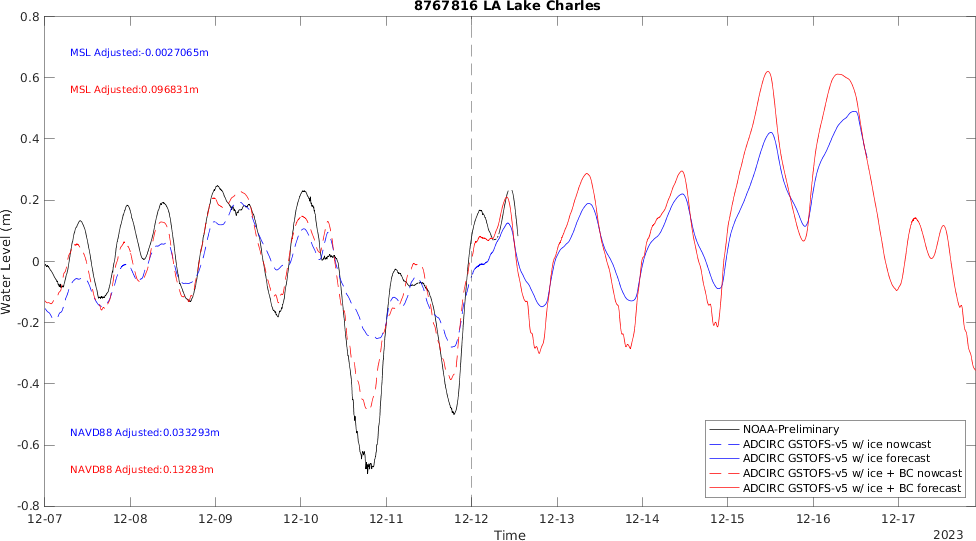 8767816 LA Lake Charles
0.8
MSL Adjusted:-0.0027065m
0.6
MSL Adjusted:0.096831m
0.4
0.2
Water Level (m)
0
-0.2
-0.4
NAVD88 Adjusted:0.033293m
NOAA-Preliminary
-0.6
ADCIRC GSTOFS-v5 w/ ice nowcast
ADCIRC GSTOFS-v5 w/ ice forecast
NAVD88 Adjusted:0.13283m
ADCIRC GSTOFS-v5 w/ ice + BC nowcast
ADCIRC GSTOFS-v5 w/ ice + BC forecast
-0.8
12-07 12-08 12-09 12-10 12-11 12-12 12-13 12-14 12-15 12-16 12-17
Time
2023